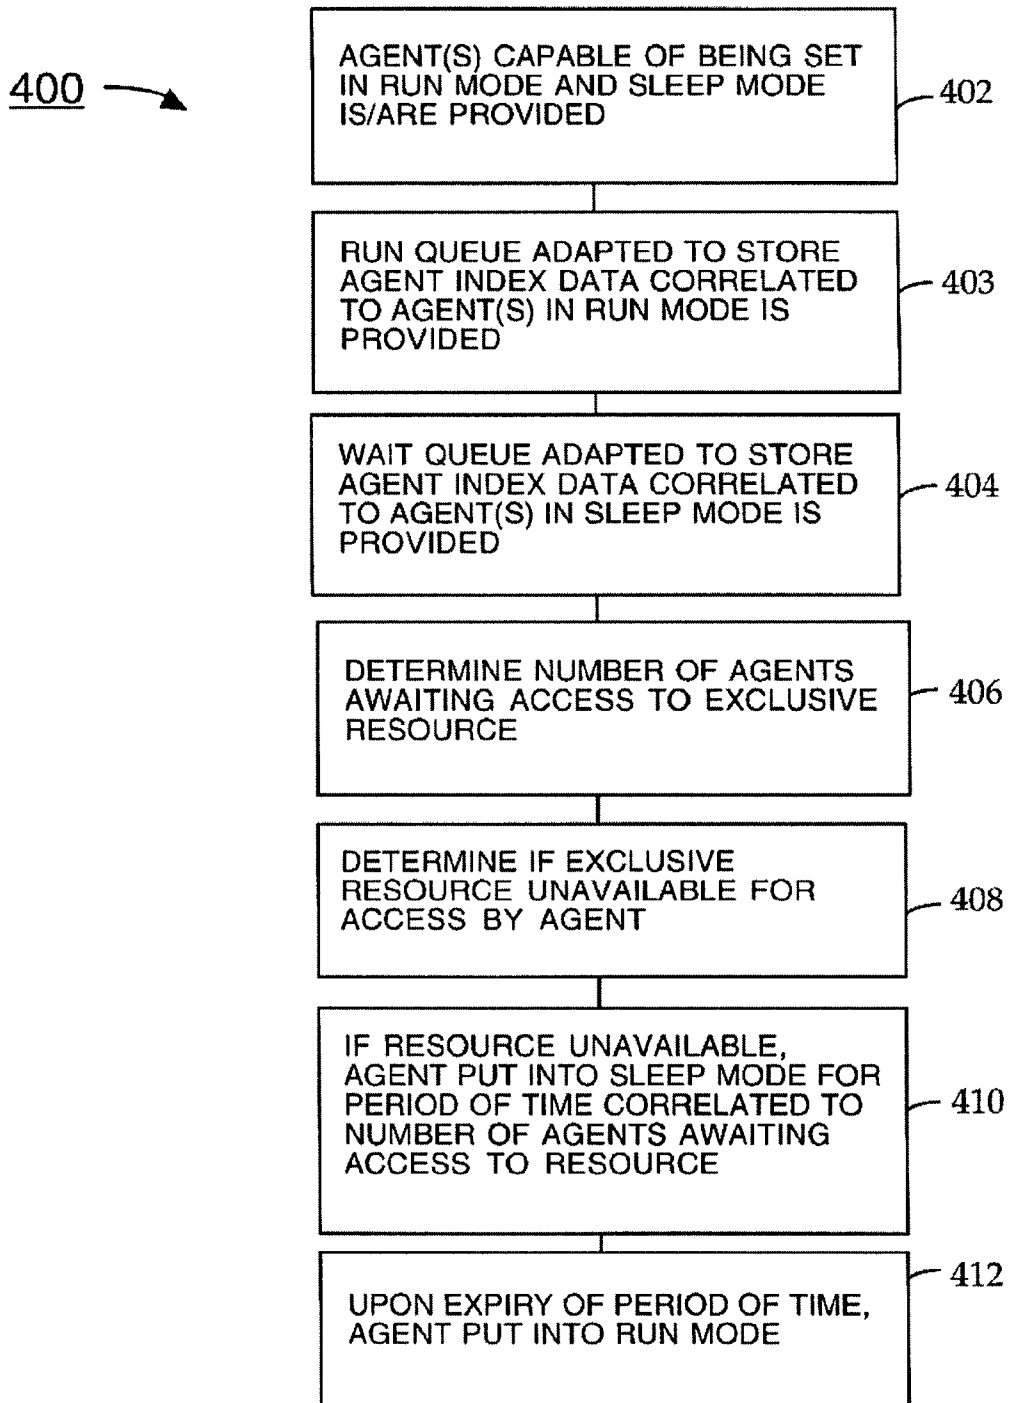 400
AGENT(S) CAPABLE OF BEING SET
IN RUN MODE AND SLEEP MODE
IS/ARE PROVIDED
402
RUN QUEUE ADAPTED TO STORE
AGENT INDEX DATA CORRELATED
TO AGENT(S) IN RUN MODE IS
PROVIDED
403
WAIT QUEUE ADAPTED TO STORE
AGENT INDEX DATA CORRELATED
TO AGENT(S) IN SLEEP MODE IS
PROVIDED
404
DETERMINE NUMBER OF AGENTS
AWAITING ACCESS TO EXCLUSIVE
RESOURCE
406
DETERMINE IF EXCLUSIVE
RESOURCE UNAVAILABLE FOR
ACCESS BY AGENT
408
IF RESOURCE UNAVAILABLE,
AGENT PUT INTO SLEEP MODE FOR
PERIOD OF TIME CORRELATED TO
NUMBER OF AGENTS AWAITING
ACCESS TO RESOURCE
410
UPON EXPIRY OF PERIOD OF TIME,
AGENT PUT INTO RUN MODE
412